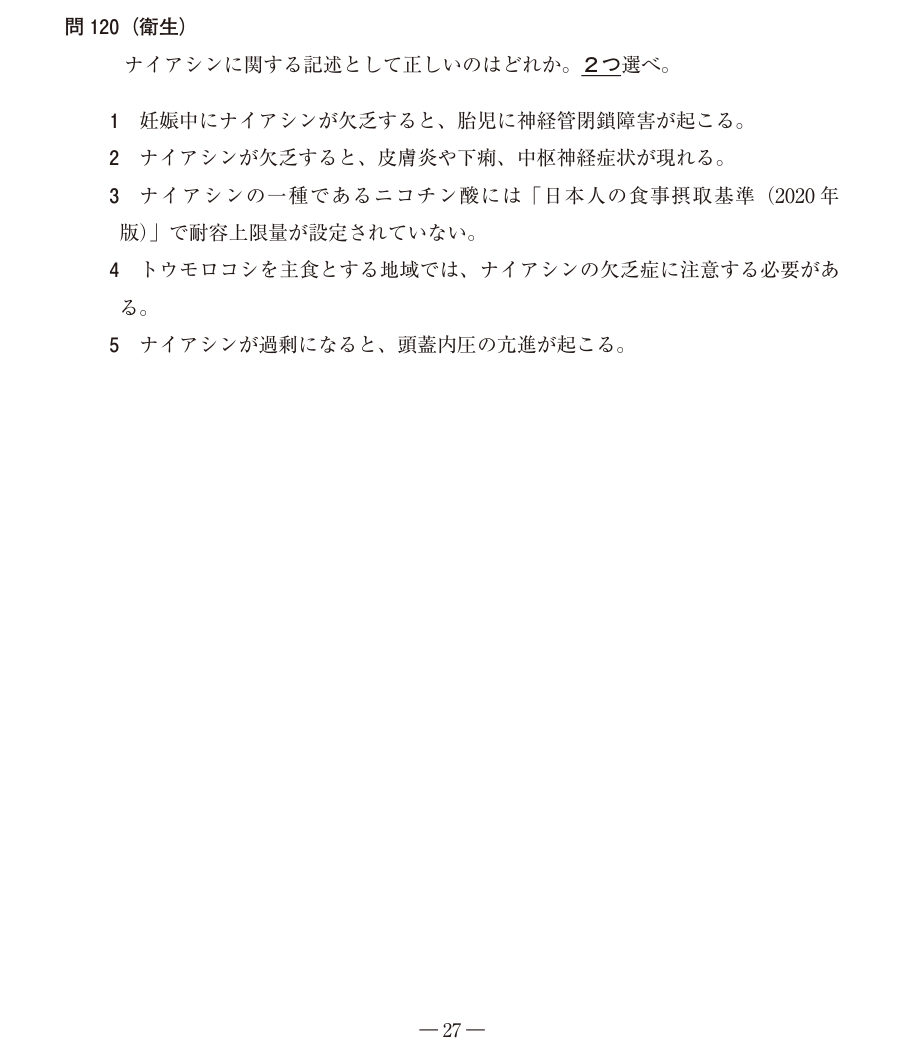 問 120（衛生）
ナイアシンに関する記述として正しいのはどれか。２つ選べ。
1　妊娠中にナイアシンが欠乏すると、胎児に神経管閉鎖障害が起こる。
2　ナイアシンが欠乏すると、皮膚炎や下痢、中枢神経症状が現れる。
3　ナイアシンの一種であるニコチン酸には「日本人の食事摂取基準（2020 年
版）」で耐容上限量が設定されていない。
4　トウモロコシを主食とする地域では、ナイアシンの欠乏症に注意する必要があ
る。
5　ナイアシンが過剰になると、頭蓋内圧の亢進が起こる。
— 27 —